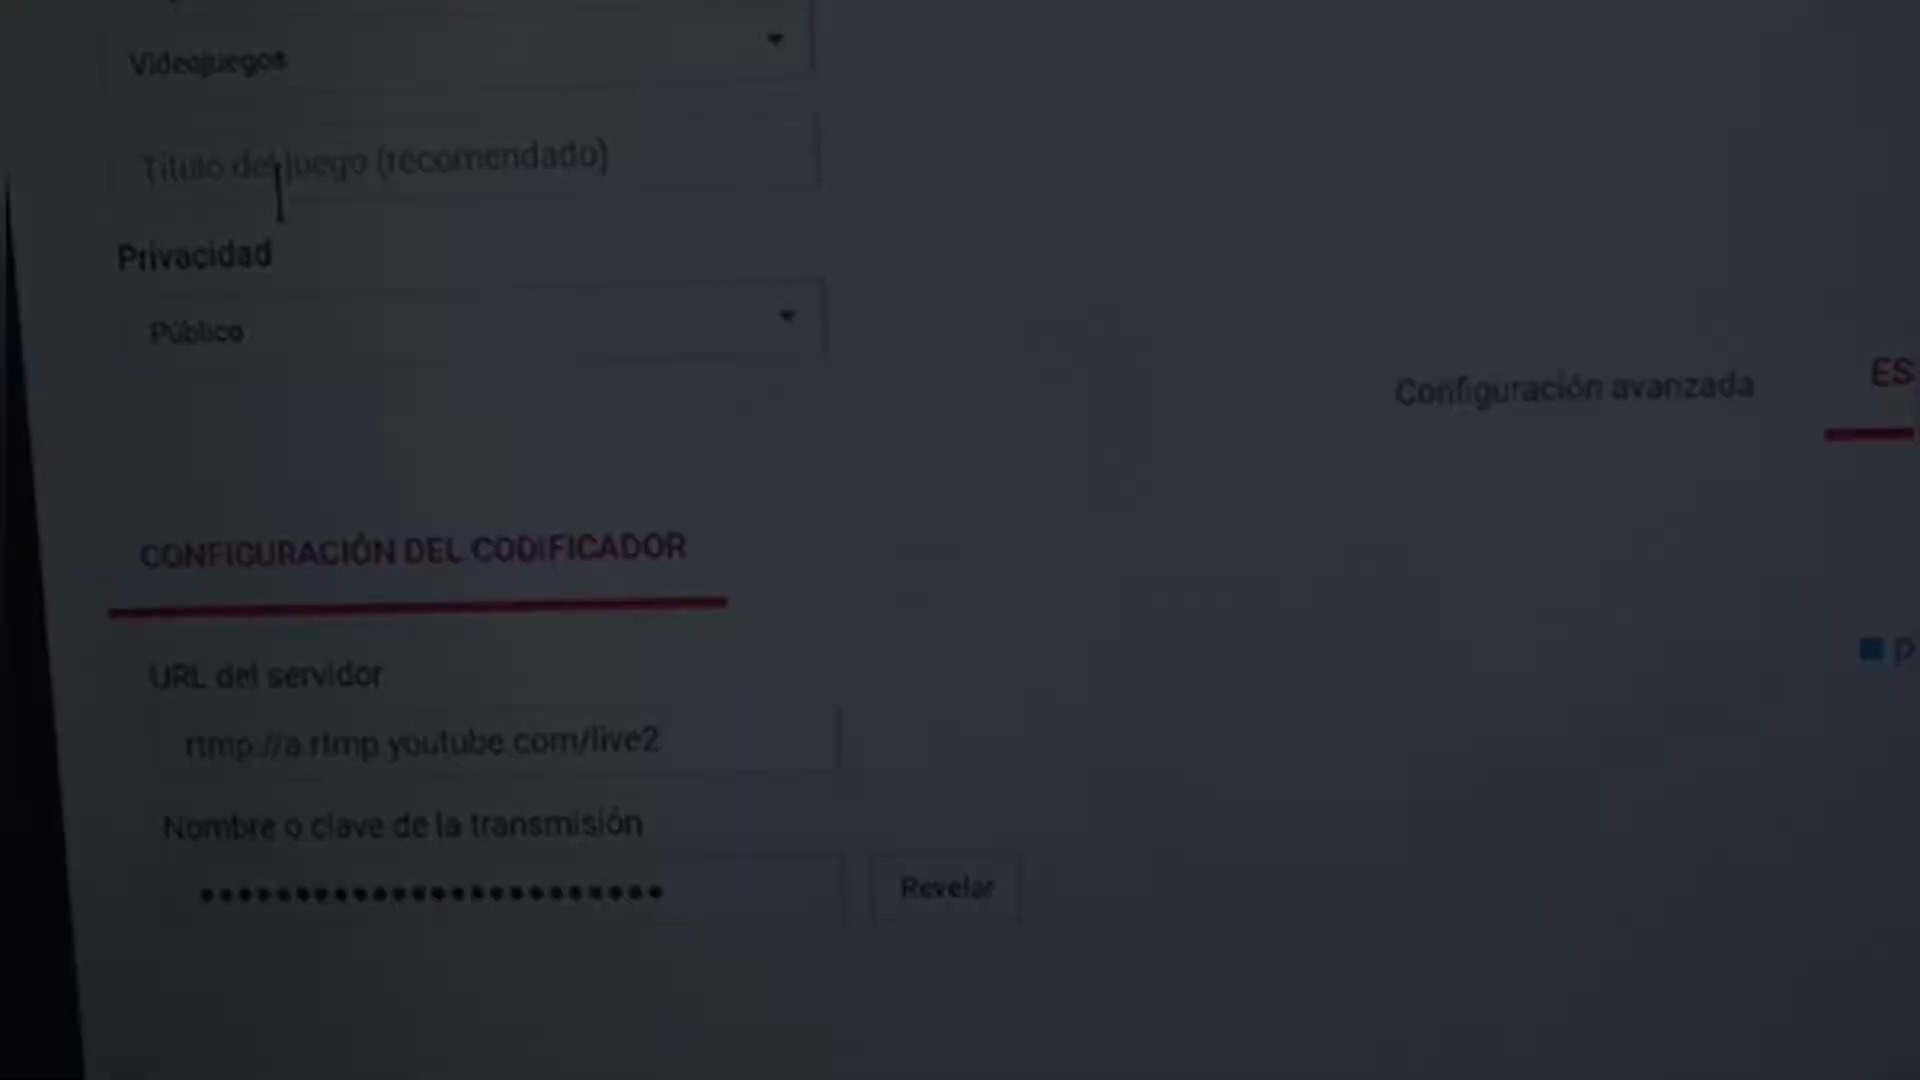 Videojuegos
Título del juego (recomendado)
Privacidad
Público
Configuración avanzada
ES
CONFIGURACIÓN DEL CODIFICADOR
URL del servidor
rtmp://a.rtmp.youtube.com/live2
Nombre o clave de la transmisión
••••••••••••••••••••••••
Revelar